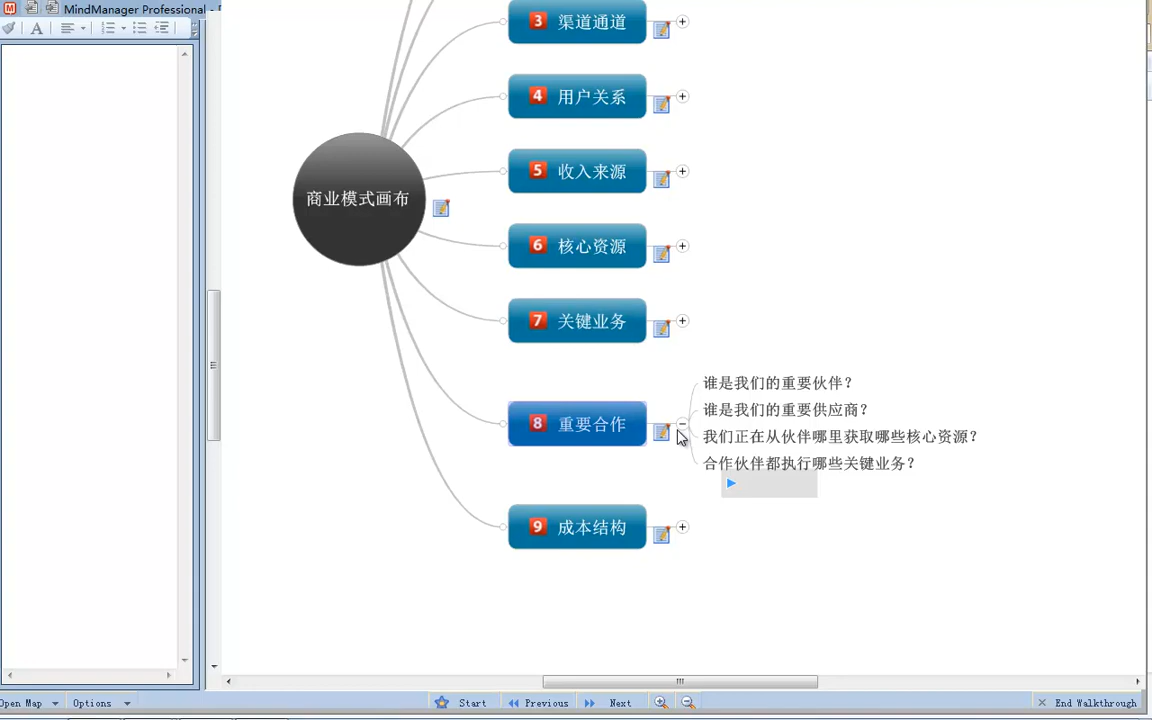 MindManager Professional -
3 渠道通道
4 用户关系
5 收入来源
商业模式画布
6 核心资源
7 关键业务
8 重要合作
谁是我们的重要伙伴?
谁是我们的重要供应商?
我们正在从伙伴哪里获取哪些核心资源?
合作伙伴都执行哪些关键业务?
9 成本结构
Open Map Options Start Previous Next End Walkthrough